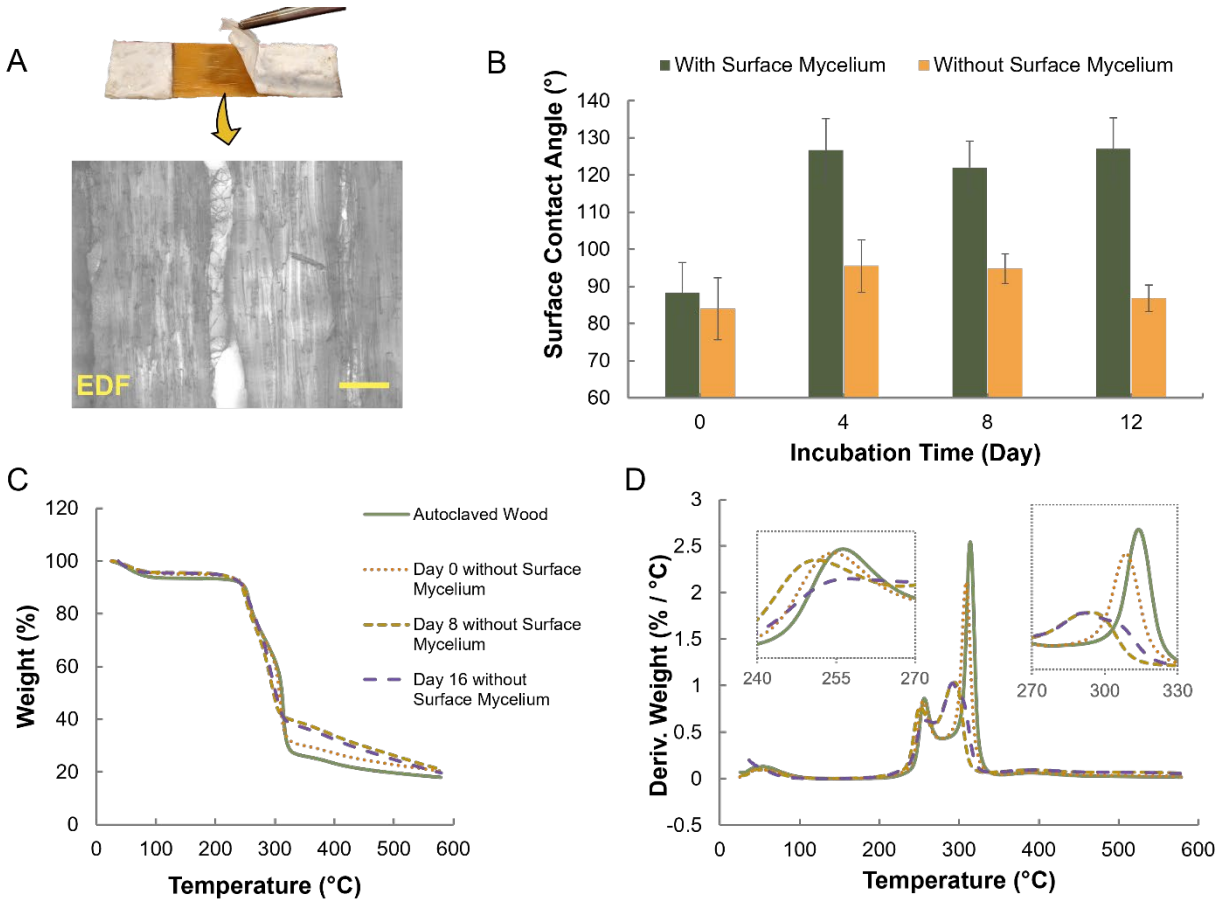 A
EDF
B
With Surface Mycelium
Without Surface Mycelium
Surface Contact Angle (°)
140
130
120
110
100
90
80
70
60
0
4
8
12
Incubation Time (Day)
C
Weight (%)
120
100
80
60
40
20
0
0
100
200
300
400
500
600
Temperature (°C)
Autoclaved Wood
Day 0 without Surface
Mycelium
Day 8 without Surface
Mycelium
Day 16 without
Surface Mycelium
D
Deriv. Weight (% / °C)
3
2.5
2
1.5
1
0.5
0
-0.5
240
255
270
270
300
330
0
100
200
300
400
500
600
Temperature (°C)